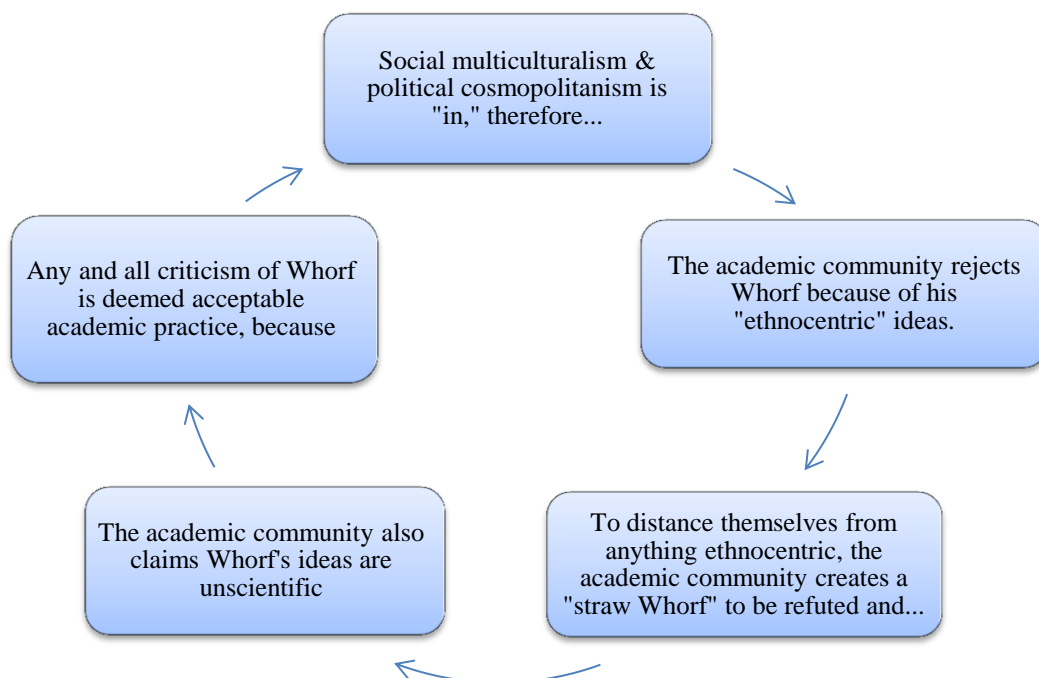 Social multiculturalism &
political cosmopolitanism is
"in," therefore...
The academic community rejects
Whorf because of his
"ethnocentric" ideas.
To distance themselves from
anything ethnocentric, the
academic community creates a
"straw Whorf" to be refuted and...
The academic community also
claims Whorf's ideas are
unscientific
Any and all criticism of Whorf
is deemed acceptable
academic practice, because